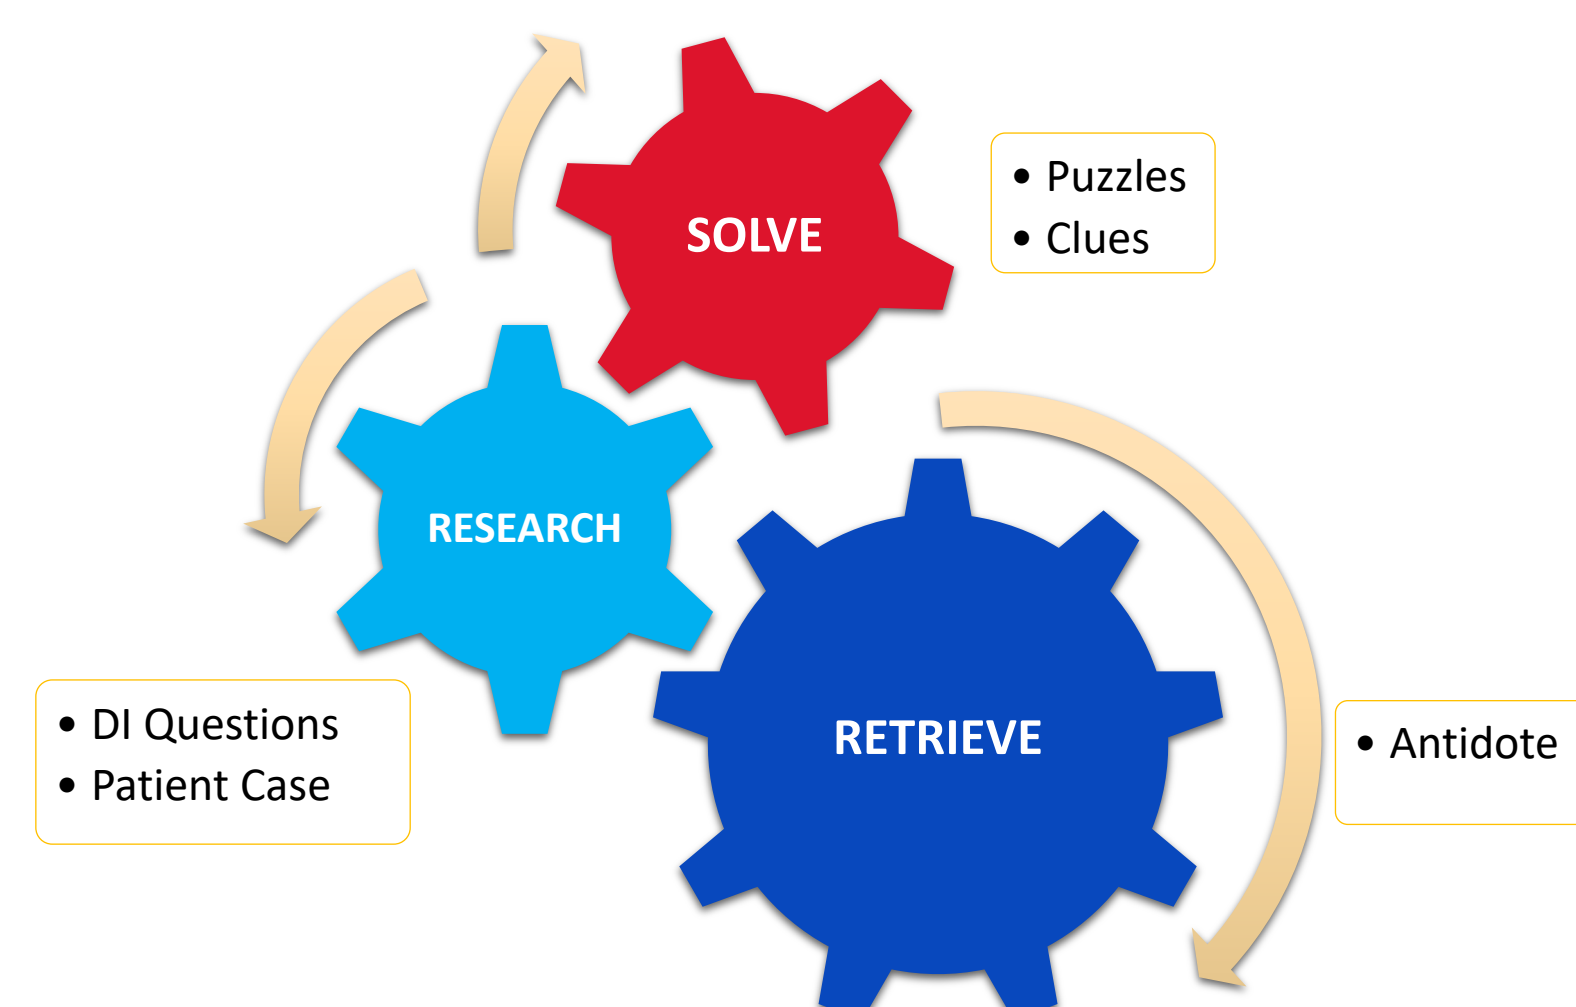 SOLVE
• Puzzles
• Clues
RESEARCH
• DI Questions
• Patient Case
RETRIEVE
• Antidote